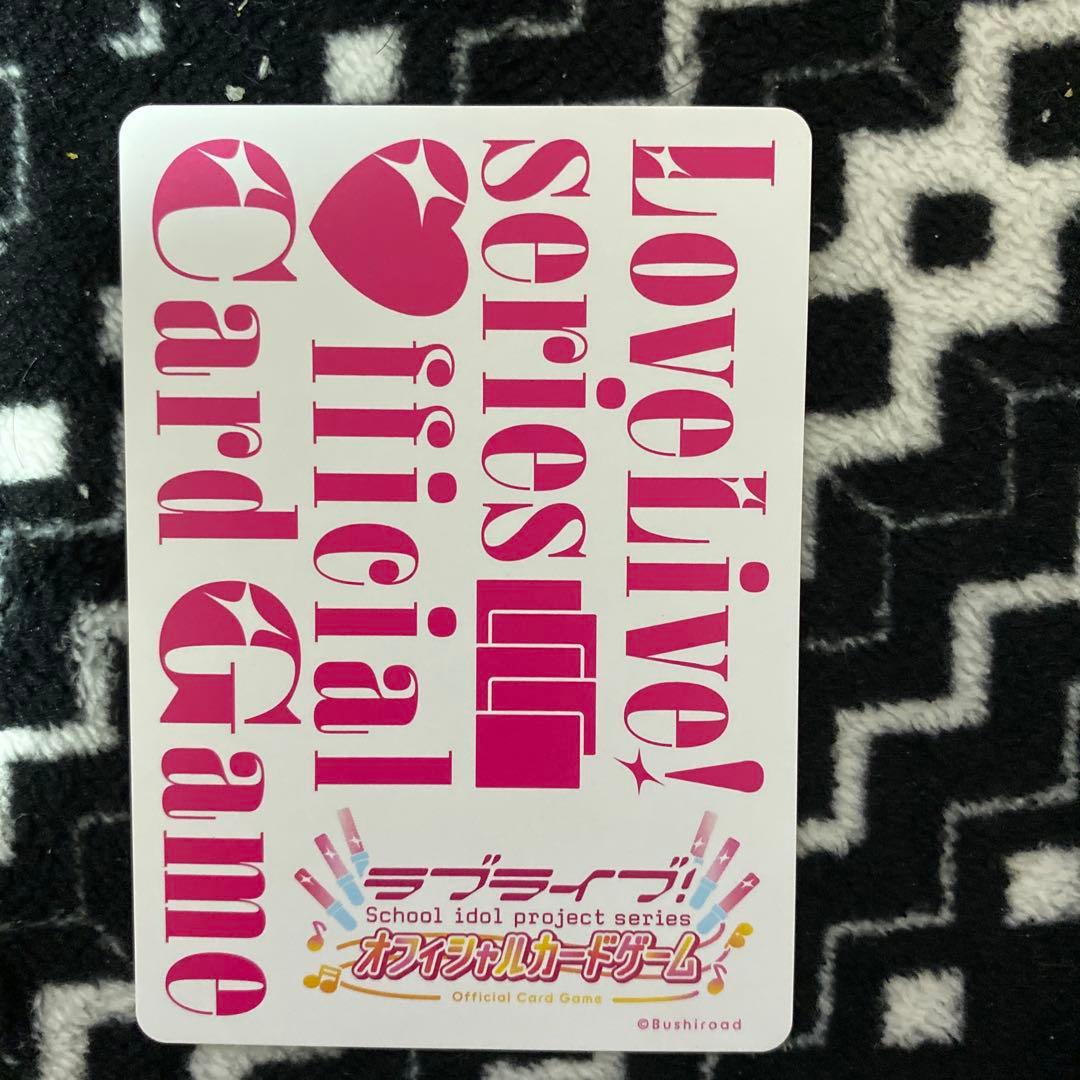 LoveLive!
series
♥fficial
Card Game
ラブライブ!
School idol project series
オフィシャルカードゲーム
Official Card Game
©Bushiroad